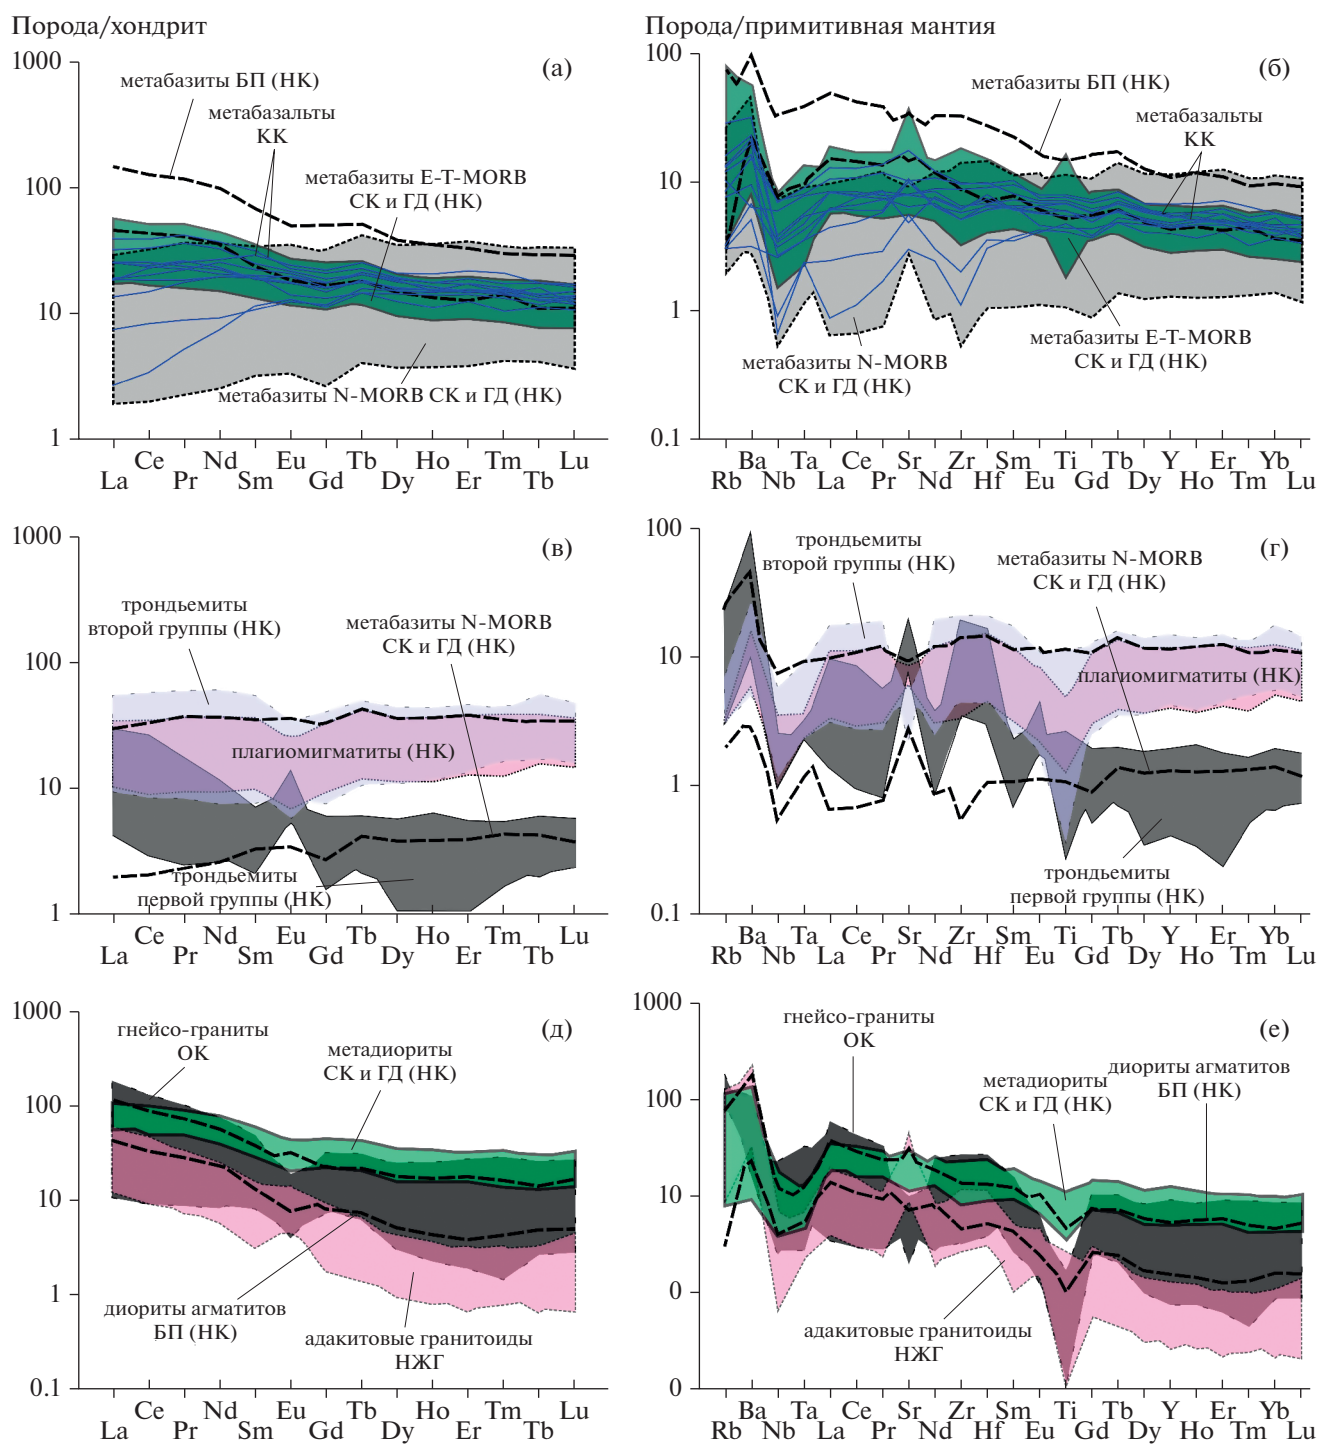 Порода/хондрит
1000
100
10
1
(а)
метабазиты БП (НК)
метабазальты
КК
метабазиты E-T-MORB
СК и ГД (НК)
метабазиты N-MORB СК и ГД (НК)
Ce Nd Eu Tb Ho Tm Lu
La Pr Sm Gd Dy Er Tb
Порода/примитивная мантия
100
10
1
0.1
(б)
метабазиты БП (НК)
метабазальты
КК
метабазиты N-MORB
СК и ГД (НК)
метабазиты E-T-MORB
СК и ГД (НК)
Ba Ta Ce Sr Zr Sm Ti Tb Y Er Yb
Rb Nb La Pr Nd Hf Eu Gd Dy Ho Tm Lu
1000
100
10
1
(в)
трондьемиты
второй группы (НК)
метабазиты N-MORB
СК и ГД (НК)
плагиомигматиты (НК)
трондьемиты
первой группы (НК)
Ce Nd Eu Tb Ho Tm Lu
La Pr Sm Gd Dy Er Tb
100
10
1
0.1
(г)
трондьемиты
второй группы (НК)
метабазиты N-MORB
СК и ГД (НК)
плагиомигматиты (НК)
трондьемиты
первой группы (НК)
Ba Ta Ce Sr Zr Sm Ti Tb Y Er Yb
Rb Nb La Pr Nd Hf Eu Gd Dy Ho Tm Lu
1000
100
10
1
0.1
(д)
гнейсо-граниты
ОК
метадиориты
СК и ГД (НК)
диориты агматитов
БП (НК)
адакитовые гранитоиды
НЖГ
Ce Nd Eu Tb Ho Tm Lu
La Pr Sm Gd Dy Er Tb
1000
100
10
0
0
(е)
гнейсо-граниты
ОК
метадиориты
СК и ГД (НК)
диориты агматитов
БП (НК)
адакитовые гранитоиды
НЖГ
Ba Ta Ce Sr Zr Sm Ti Tb Y Er Yb
Rb Nb La Pr Nd Hf Eu Gd Dy Ho Tm Lu